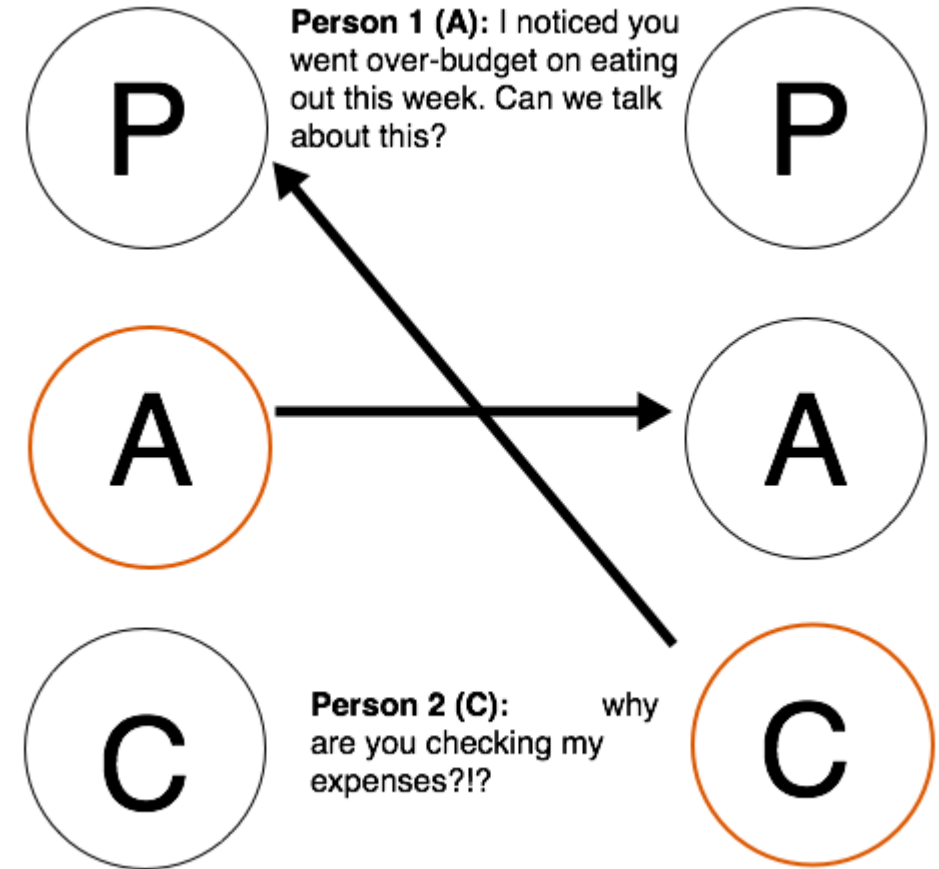 P
Person 1 (A): I noticed you
went over-budget on eating
out this week. Can we talk
about this?
P
A
A
C
Person 2 (C): why
are you checking my
expenses?!?
C